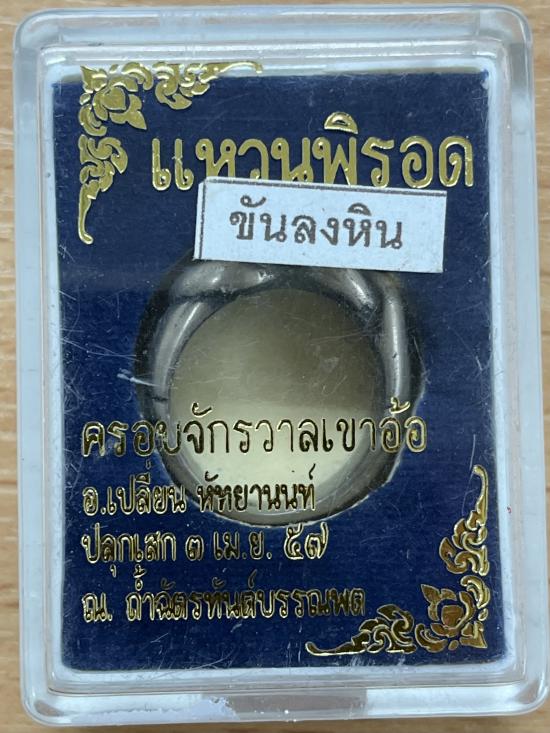 แหวนพิรอด
ขันลงหิน
ครอบจักรวาลเขาอ้อ
อ.เปลี่ยน หัทยานนท์
ปลุกเสก ๓ เม.ย. ๕๗
ณ. ถ้ำฉัตรทันต์บรรณพต